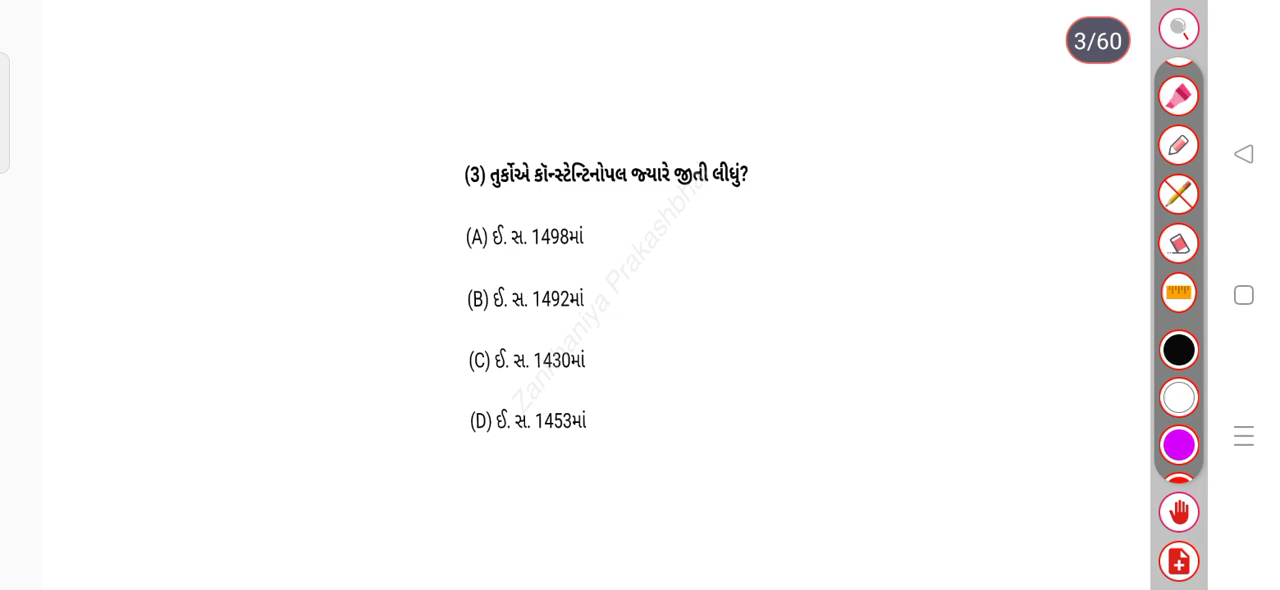 3/60
(3) તુર્કોએ કૉન્સ્ટેન્ટિનોપલ જ્યારે જીતી લીધું?
(A) ઈ. સ. 1498માં
(B) ઈ. સ. 1492માં
(C) ઈ. સ. 1430માં
(D) ઈ. સ. 1453માં